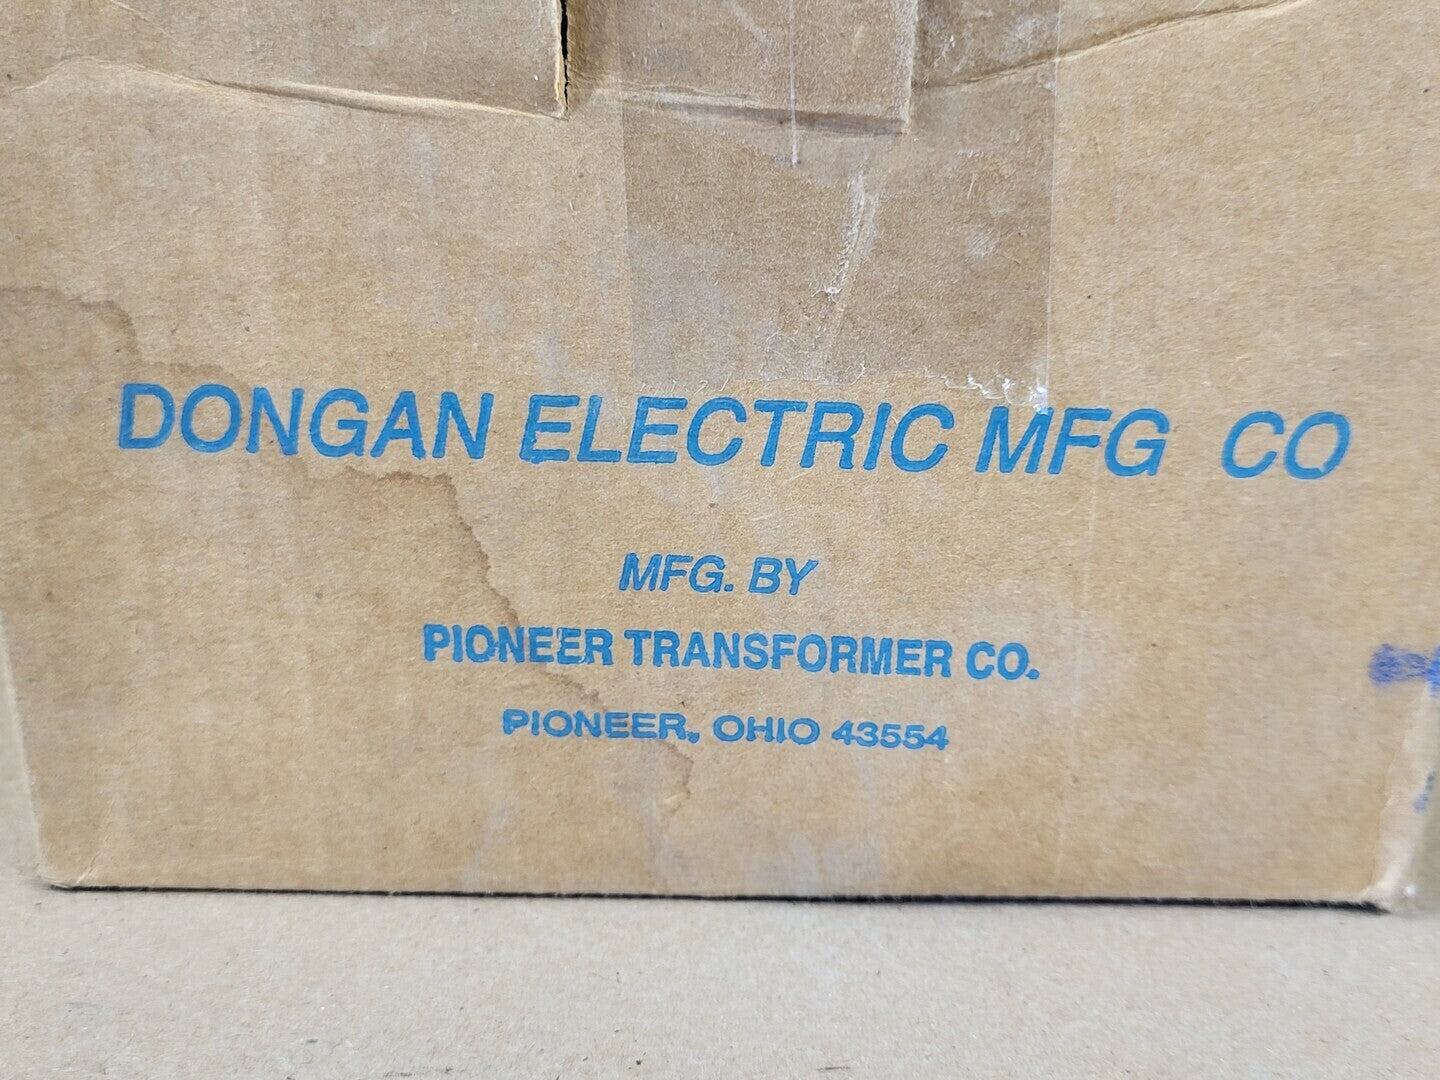 DONGAN ELECTRIC MFG CO
MFG. BY
PIONEER TRANSFORMER CO.
PIONEER, OHIO 43554